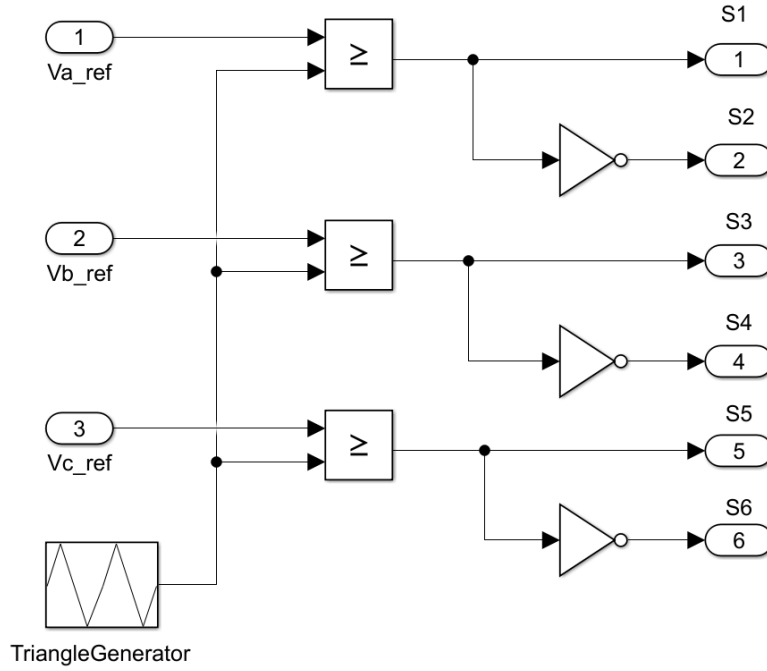 S1
1
≥
1
Va_ref
S2
2
S3
2
≥
3
Vb_ref
S4
4
S5
3
≥
5
Vc_ref
S6
6
TriangleGenerator